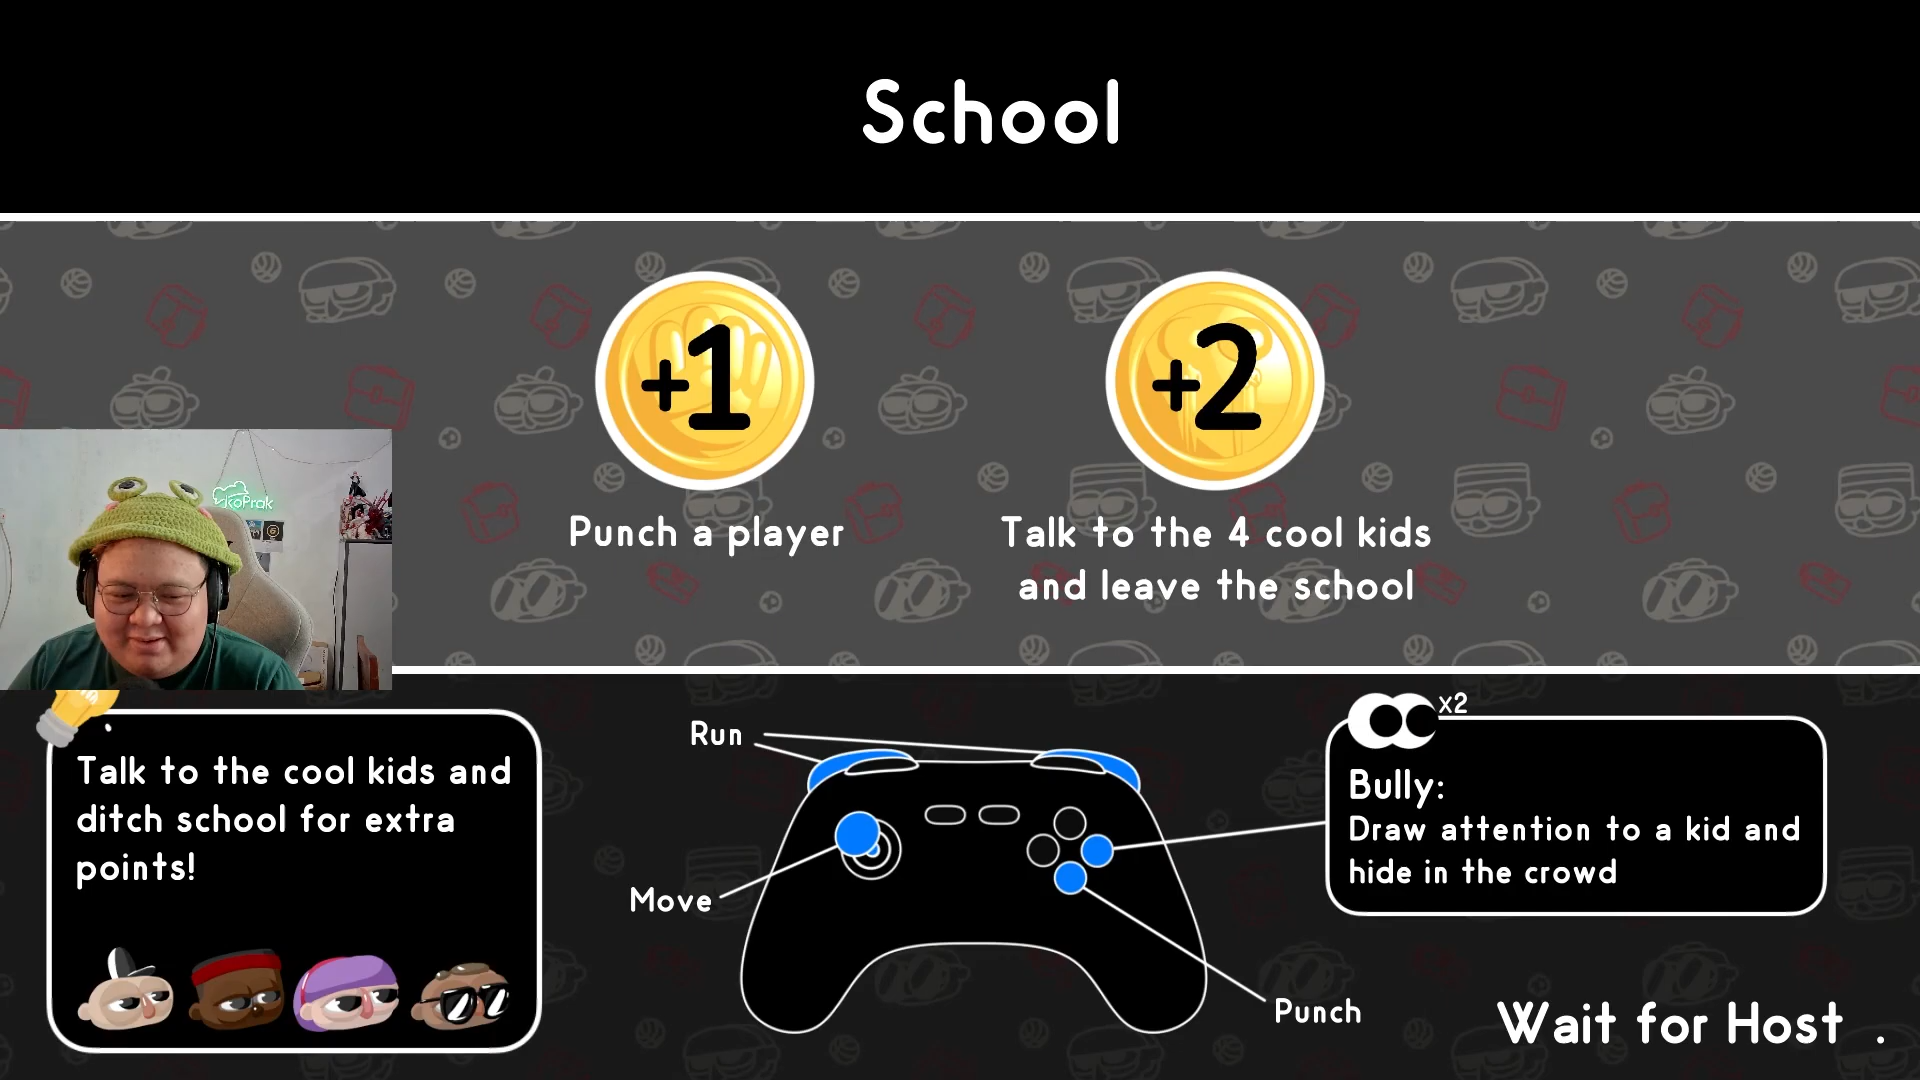 School
+1
+2
Punch a player
Talk to the 4 cool kids
and leave the school
KoProk
Talk to the cool kids and
ditch school for extra
points!
Run
Move
Punch
x2
Bully:
Draw attention to a kid and
hide in the crowd
Wait for Host .